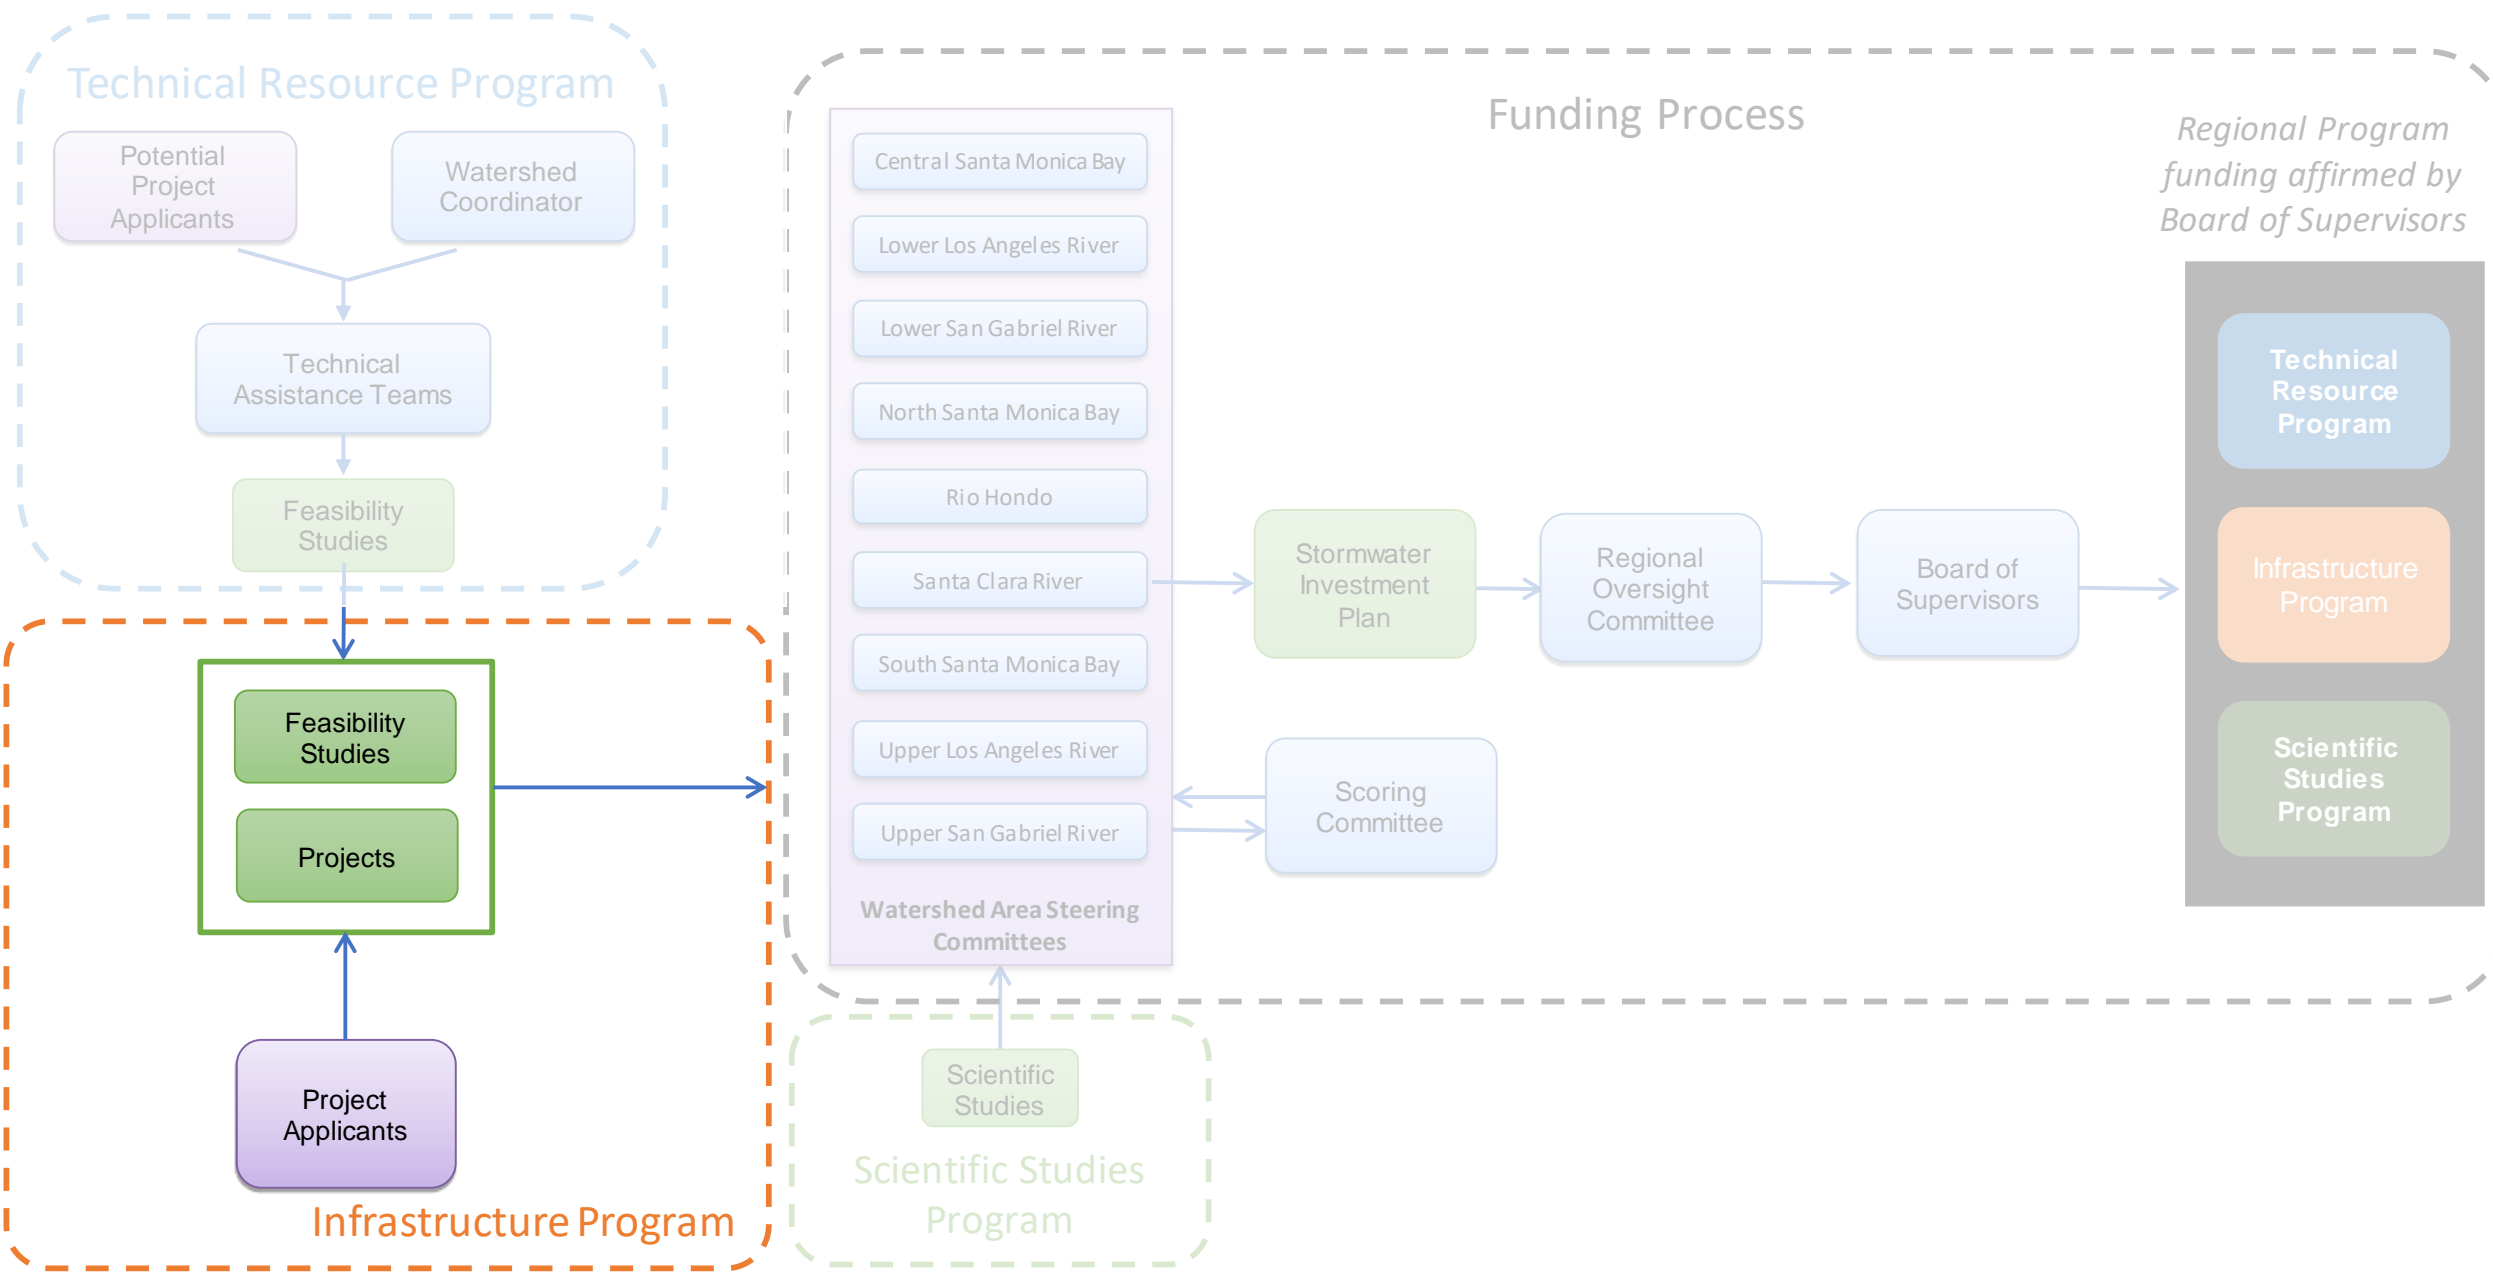 Technical Resource Program
Potential
Project
Applicants
Watershed
Coordinator
Technical
Assistance Teams
Feasibility
Studies
Feasibility
Studies
Projects
Project
Applicants
Infrastructure Program
Funding Process
Central Santa Monica Bay
Lower Los Angeles River
Lower San Gabriel River
North Santa Monica Bay
Rio Hondo
Santa Clara River
South Santa Monica Bay
Upper Los Angeles River
Upper San Gabriel River
Watershed Area Steering
Committees
Stormwater
Investment
Plan
Regional
Oversight
Committee
Board of
Supervisors
Scoring
Committee
Regional Program
funding affirmed by
Board of Supervisors
Technical
Resource
Program
Infrastructure
Program
Scientific
Studies
Program
Scientific
Studies
Scientific Studies
Program